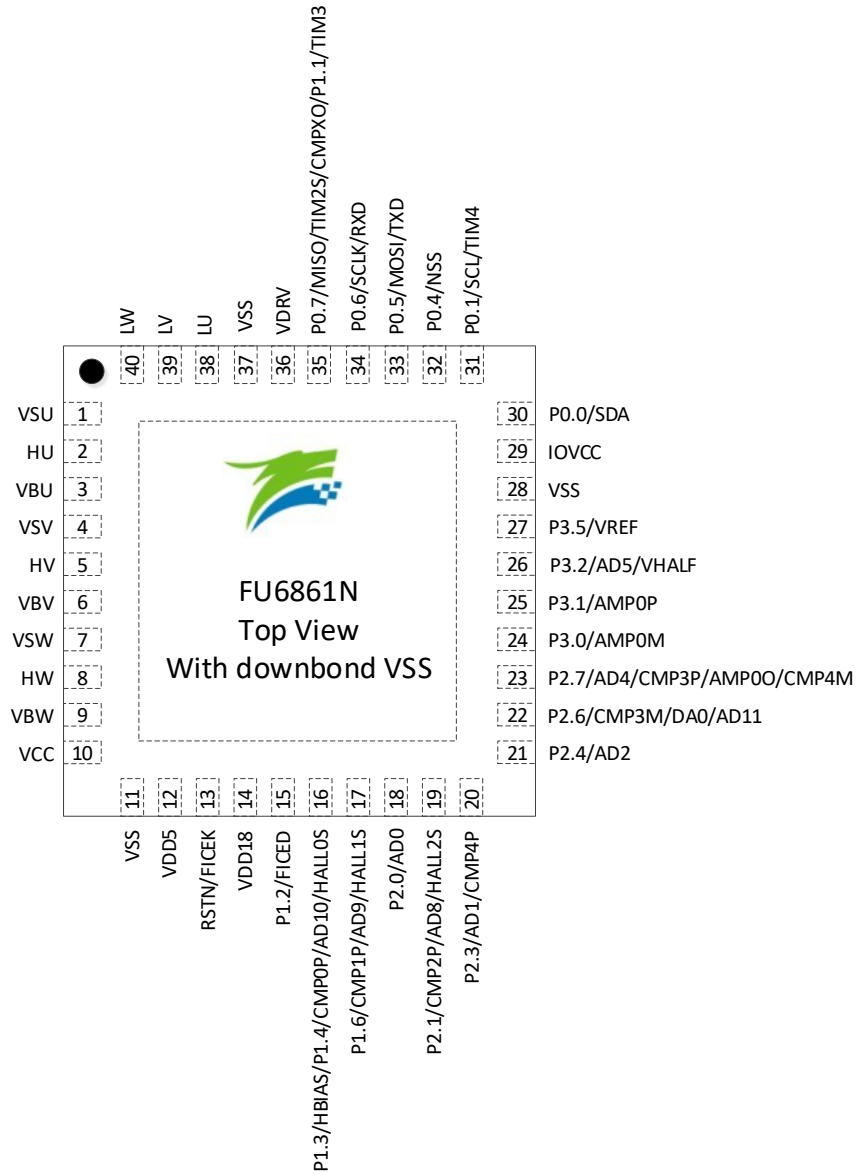 P0.7/MISO/TIM2S/CMPXO/P1.1/TIM3
P0.6/SCLK/RXD
P0.5/MOSI/TXD
P0.4/NSS
P0.1/SCL/TIM4
LW
LV
LU
VSS
VDRV
40
39
38
37
36
35
34
33
32
31
VSU 1
HU 2
VBU 3
VSV 4
HV 5
VBV 6
VSW 7
HW 8
VBW 9
VCC 10
FU6861N
Top View
With downbond VSS
30 P0.0/SDA
29 IOVCC
28 VSS
27 P3.5/VREF
26 P3.2/AD5/VHALF
25 P3.1/AMP0P
24 P3.0/AMP0M
23 P2.7/AD4/CMP3P/AMP0O/CMP4M
22 P2.6/CMP3M/DA0/AD11
21 P2.4/AD2
11
12
13
14
15
16
17
18
19
20
VSS
VDD5
RSTN/FICEK
VDD18
P1.2/FICED
P1.3/HBIAS/P1.4/CMP0P/AD10/HALL0S
P1.6/CMP1P/AD9/HALL1S
P2.0/AD0
P2.1/CMP2P/AD8/HALL2S
P2.3/AD1/CMP4P